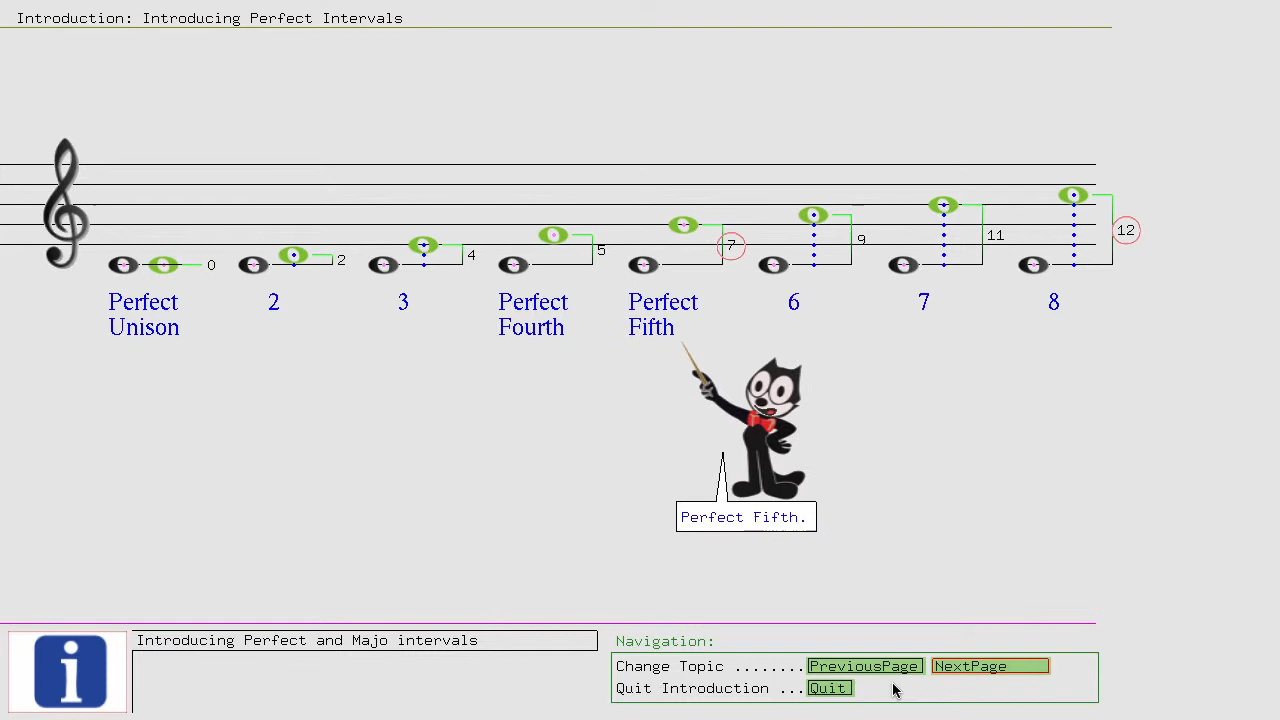 Introduction: Introducing Perfect Intervals
0
2
4
5
7
9
11
12
Perfect Unison
2
3
Perfect Fourth
Perfect Fifth
6
7
8
Perfect Fifth.
Introducing Perfect and Majo intervals
Navigation:
Change Topic ........ PreviousPage NextPage
Quit Introduction ... Quit
i